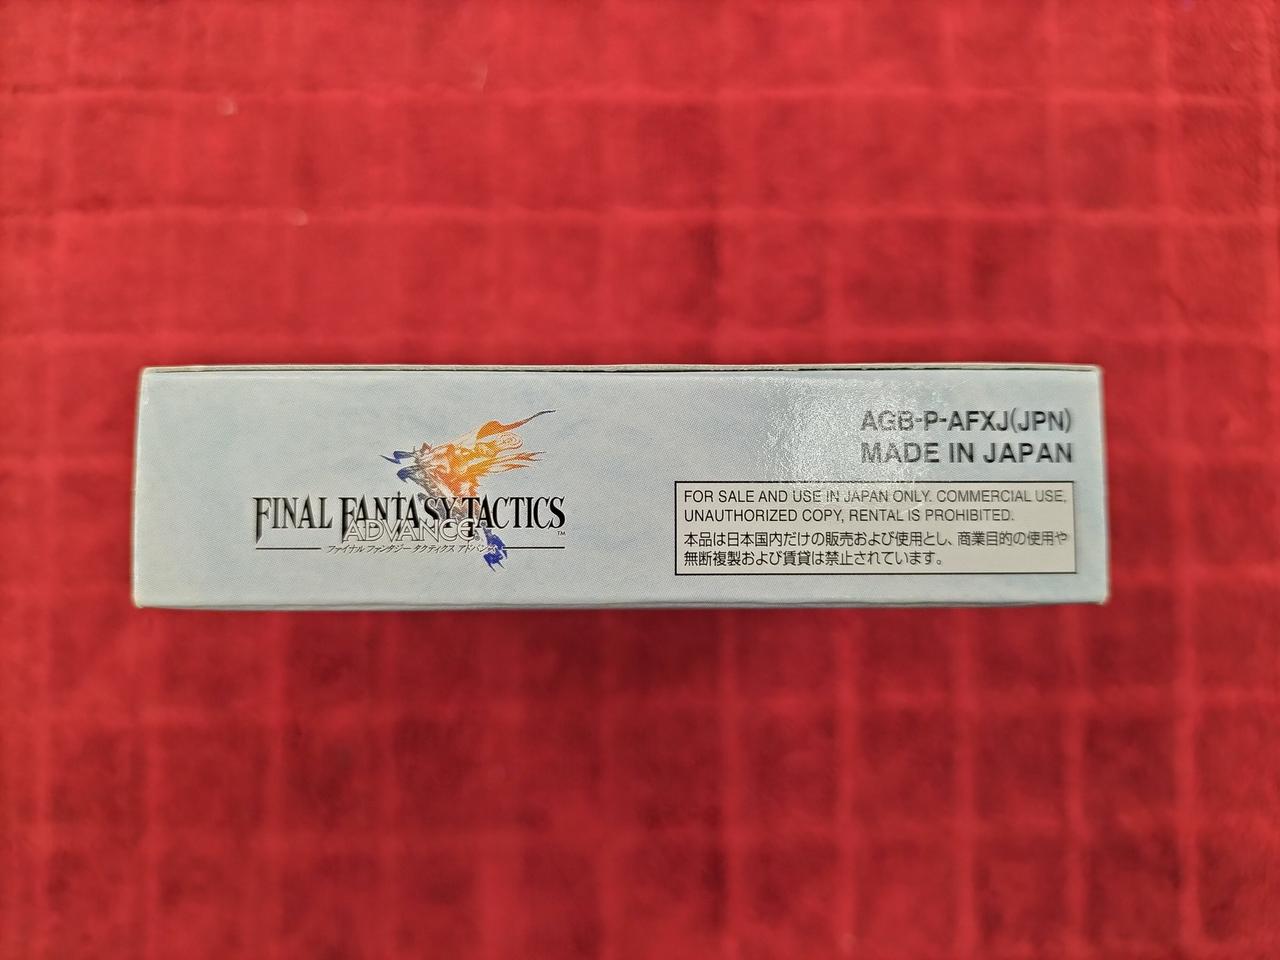 FINAL FANTASY TACTICS
ADVANCE
TM
ファイナルファンタジー タクティクス アドバンス
AGB-P-AFXJ(JPN)
MADE IN JAPAN
FOR SALE AND USE IN JAPAN ONLY. COMMERCIAL USE,
UNAUTHORIZED COPY, RENTAL IS PROHIBITED.
本品は日本国内だけの販売および使用とし、商業目的の使用や
無断複製および賃貸は禁止されています。